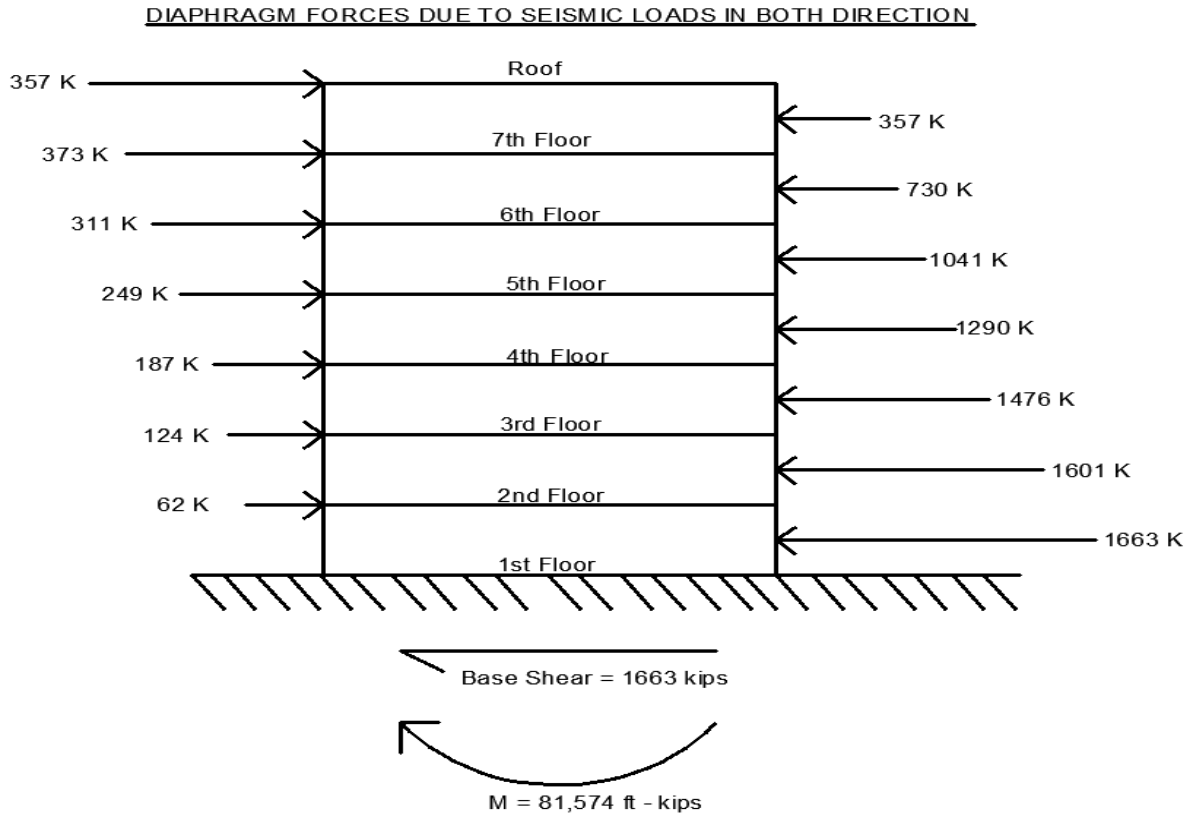 DIAPHRAGM FORCES DUE TO SEISMIC LOADS IN BOTH DIRECTION
Roof
357 K
357 K
7th Floor
373 K
730 K
6th Floor
311 K
1041 K
5th Floor
249 K
1290 K
4th Floor
187 K
1476 K
3rd Floor
124 K
1601 K
2nd Floor
62 K
1663 K
1st Floor
Base Shear = 1663 kips
M = 81,574 ft - kips